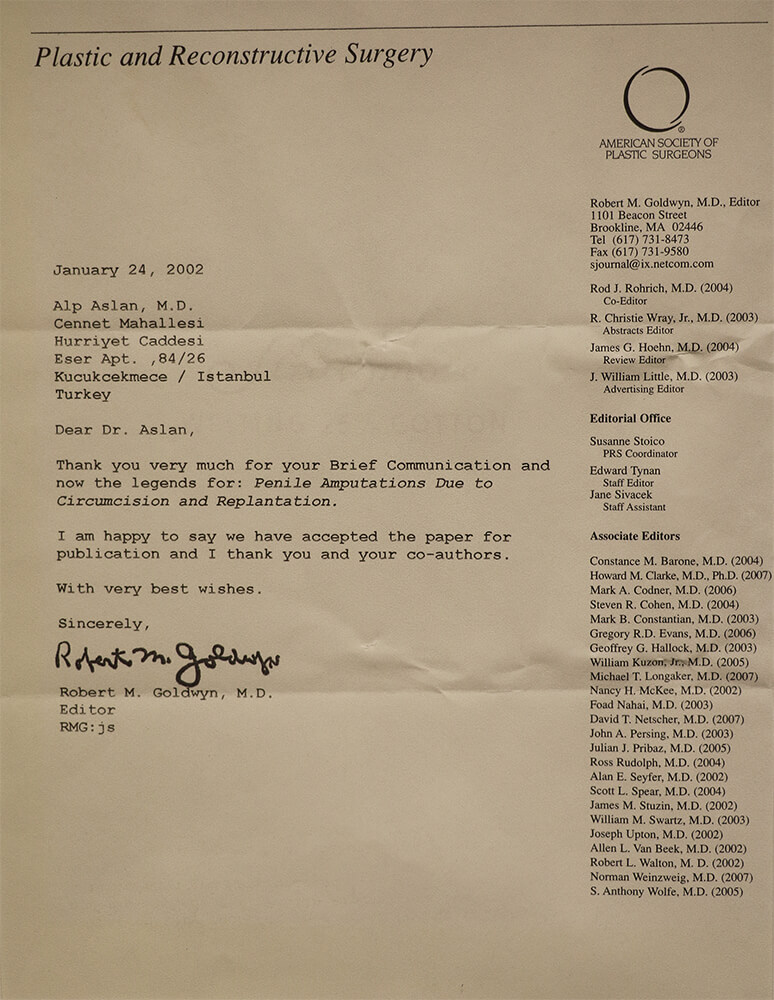 Plastic and Reconstructive Surgery
®
AMERICAN SOCIETY OF
PLASTIC SURGEONS
Robert M. Goldwyn, M.D., Editor
1101 Beacon Street
Brookline, MA 02446
Tel (617) 731-8473
Fax (617) 731-9580
sjournal@ix.netcom.com
Rod J. Rohrich, M.D. (2004)
Co-Editor
R. Christie Wray, Jr., M.D. (2003)
Abstracts Editor
James G. Hoehn, M.D. (2004)
Review Editor
J. William Little, M.D. (2003)
Advertising Editor
Editorial Office
Susanne Stoico
PRS Coordinator
Edward Tynan
Staff Editor
Jane Sivacek
Staff Assistant
Associate Editors
Constance M. Barone, M.D. (2004)
Howard M. Clarke, M.D., Ph.D. (2007)
Mark A. Codner, M.D. (2006)
Steven R. Cohen, M.D. (2004)
Mark B. Constantian, M.D. (2003)
Gregory R.D. Evans, M.D. (2006)
Geoffrey G. Hallock, M.D. (2003)
William Kuzon, Jr., M.D. (2005)
Michael T. Longaker, M.D. (2007)
Nancy H. McKee, M.D. (2002)
Foad Nahai, M.D. (2003)
David T. Netscher, M.D. (2007)
John A. Persing, M.D. (2003)
Julian J. Pribaz, M.D. (2005)
Ross Rudolph, M.D. (2004)
Alan E. Seyfer, M.D. (2002)
Scott L. Spear, M.D. (2004)
James M. Stuzin, M.D. (2002)
William M. Swartz, M.D. (2003)
Joseph Upton, M.D. (2002)
Allen L. Van Beek, M.D. (2002)
Robert L. Walton, M. D. (2002)
Norman Weinzweig, M.D. (2007)
S. Anthony Wolfe, M.D. (2005)
January 24, 2002
Alp Aslan, M.D.
Cennet Mahallesi
Hurriyet Caddesi
Eser Apt. ,84/26
Kucukcekmece / Istanbul
Turkey
Dear Dr. Aslan,
Thank you very much for your Brief Communication and
now the legends for: Penile Amputations Due to
Circumcision and Replantation.
I am happy to say we have accepted the paper for
publication and I thank you and your co-authors.
With very best wishes.
Sincerely,
Robert M. Goldwyn
Robert M. Goldwyn, M.D.
Editor
RMG:js